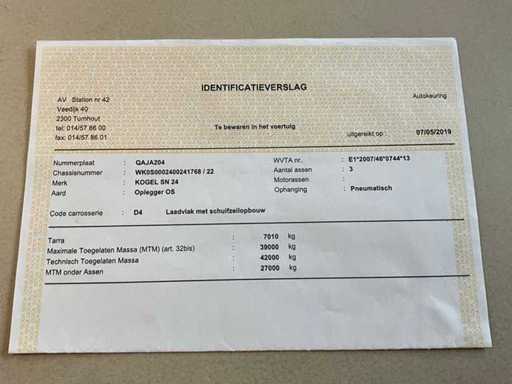 IDENTIFICATIEVERSLAG
AV Station nr 42
Autokeuring
Veedijk 40
2300 Turnhout
tel: 014/57.86.00
Te bewaren in het voertuig
fax: 014/57.86.01
uitgereikt op : 07/05/2019
Nummerplaat : QAJA204
WVTA nr. : E1*2007/46*0744*13
Chassisnummer : WK0S0002400241768 / 22
Aantal assen : 3
Merk : KOGEL SN 24
Motorassen :
Aard : Oplegger OS
Ophanging : Pneumatisch
Code carrosserie : D4 Laadvlak met schuifzeilopbouw
Tarra : 7010 kg
Maximale Toegelaten Massa (MTM) (art. 32bis) : 39000 kg
Technisch Toegelaten Massa : 42000 kg
MTM onder Assen : 27000 kg